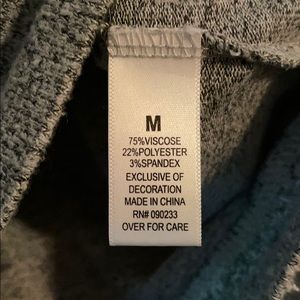 M
75%VISCOSE
22%POLYESTER
3%SPANDEX
EXCLUSIVE OF
DECORATION
MADE IN CHINA
RN# 090233
OVER FOR CARE